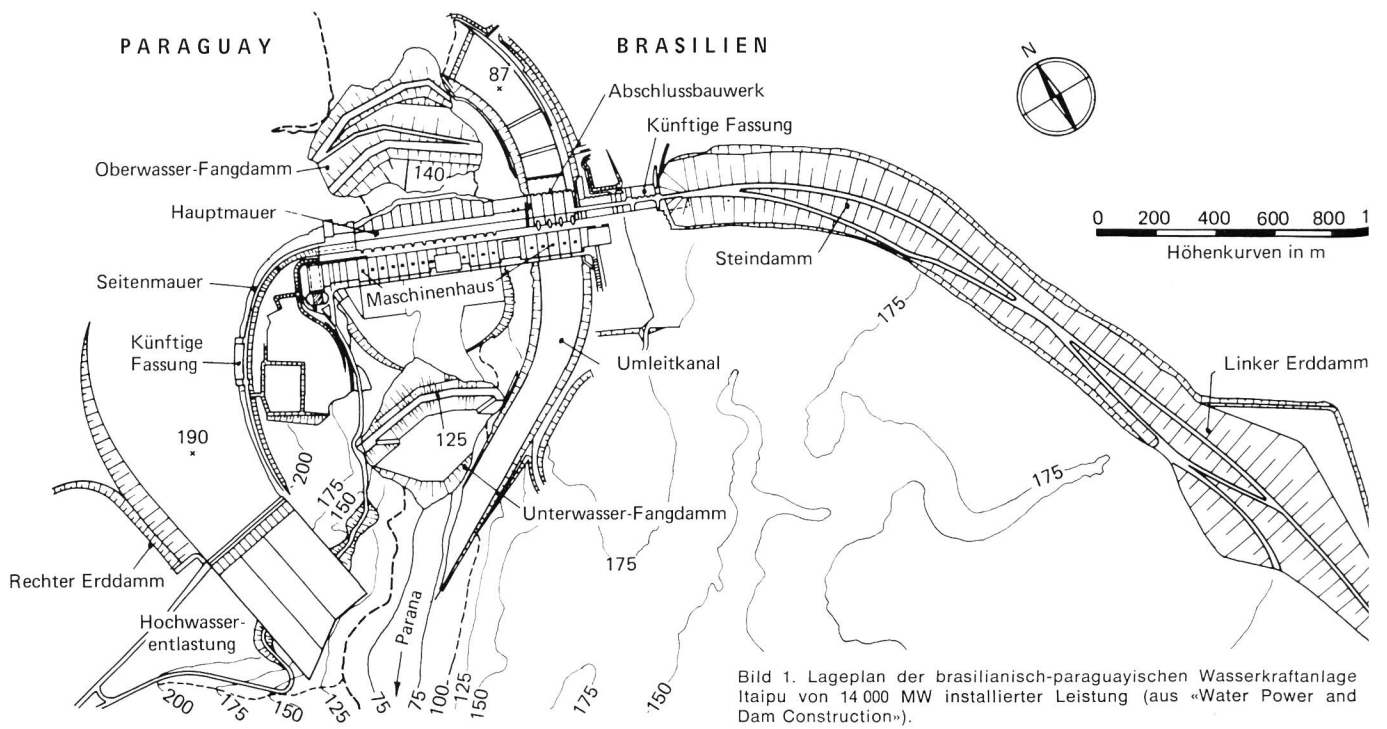 PARAGUAY
BRASILIEN
N
87
Abschlussbauwerk
Künftige Fassung
Oberwasser-Fangdamm
140
Hauptmauer
0 200 400 600 800 1
Höhenkurven in m
Steindamm
Seitenmauer
Maschinenhaus
175
Künftige
Fassung
Umleitkanal
Linker Erddamm
190
125
200
175
150
175
Unterwasser-Fangdamm
175
Rechter Erddamm
Hochwasser-
entlastung
Parana
200
175
150
125
75
75
100
125
150
175
150
Bild 1. Lageplan der brasilianisch-paraguayischen Wasserkraftanlage
Itaipu von 14 000 MW installierter Leistung (aus «Water Power and
Dam Construction»).